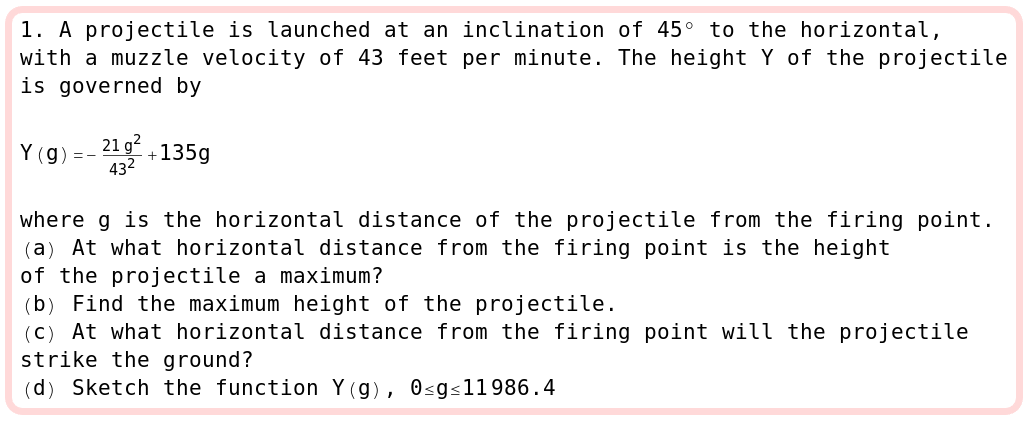 1. A projectile is launched at an inclination of 45° to the horizontal,
with a muzzle velocity of 43 feet per minute. The height Y of the projectile
is governed by
Y(g)=-\frac{21 g^2}{43^2}+135g
where g is the horizontal distance of the projectile from the firing point.
(a) At what horizontal distance from the firing point is the height
of the projectile a maximum?
(b) Find the maximum height of the projectile.
(c) At what horizontal distance from the firing point will the projectile
strike the ground?
(d) Sketch the function Y(g), 0≤g≤11986.4